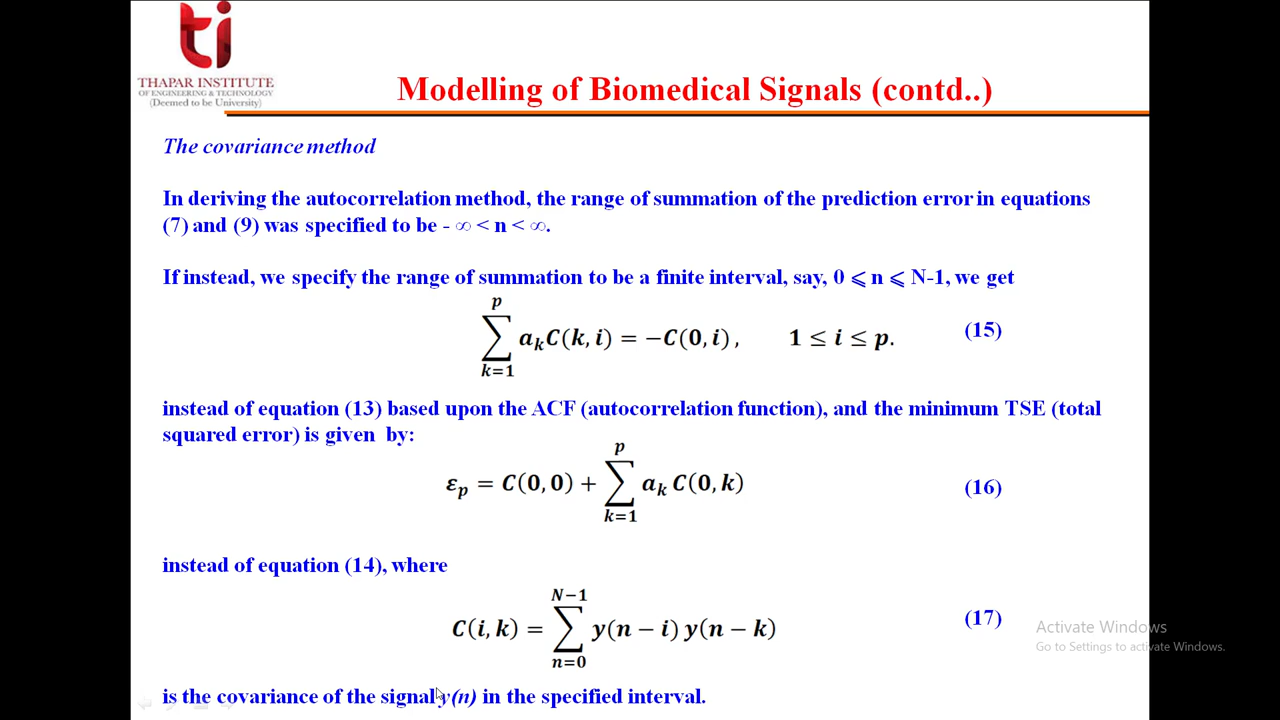 ti
THAPAR INSTITUTE
OF ENGINEERING & TECHNOLOGY
(Deemed to be University)
Modelling of Biomedical Signals (contd..)
The covariance method
In deriving the autocorrelation method, the range of summation of the prediction error in equations
(7) and (9) was specified to be - ∞ < n < ∞.
If instead, we specify the range of summation to be a finite interval, say, 0 ⩽ n ⩽ N-1, we get
∑_{k=1}^{p} a_k C(k, i) = −C(0, i), 1 ≤ i ≤ p. (15)
instead of equation (13) based upon the ACF (autocorrelation function), and the minimum TSE (total
squared error) is given by:
ε_p = C(0, 0) + ∑_{k=1}^{p} a_k C(0, k) (16)
instead of equation (14), where
C(i, k) = ∑_{n=0}^{N−1} y(n − i) y(n − k) (17)
is the covariance of the signal y(n) in the specified interval.
Activate Windows
Go to Settings to activate Windows.